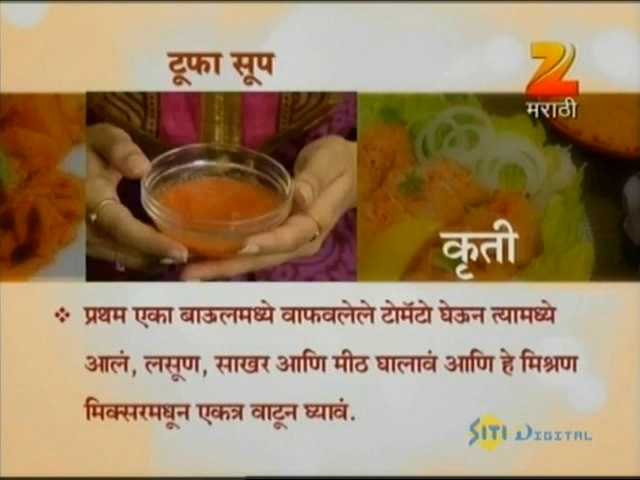 टूफा सूप
मराठी
कृती
❖ प्रथम एका बाऊलमध्ये वाफवलेले टोमॅटो घेऊन त्यामध्ये
आलं, लसूण, साखर आणि मीठ घालावं आणि हे मिश्रण
मिक्सरमधून एकत्र वाटून घ्यावं.
SITI DIGITAL